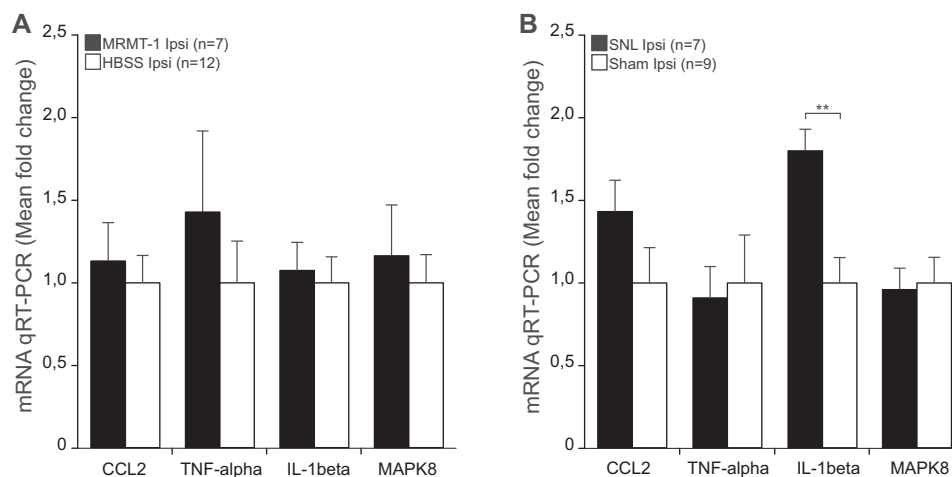 A
mRNA qRT-PCR (Mean fold change)
2,5
2,0
1,5
1,0
0,5
0
MRMT-1 Ipsi (n=7)
HBSS Ipsi (n=12)
CCL2 TNF-alpha IL-1beta MAPK8
B
mRNA qRT-PCR (Mean fold change)
2,5
2,0
1,5
1,0
0,5
0
SNL Ipsi (n=7)
Sham Ipsi (n=9)
**
CCL2 TNF-alpha IL-1beta MAPK8